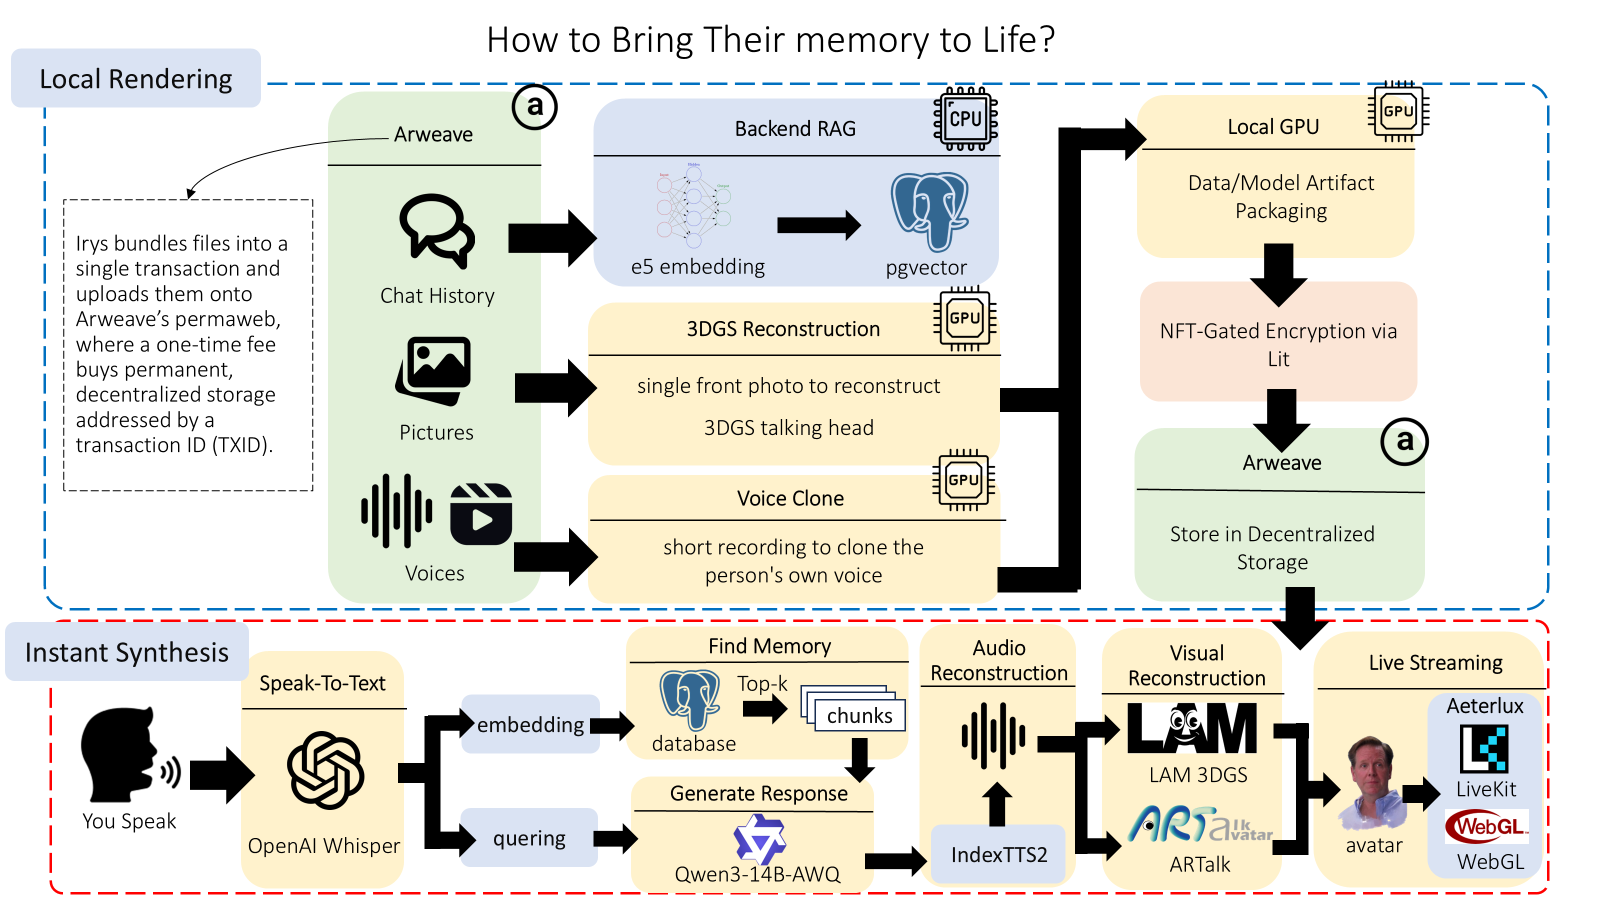 How to Bring Their memory to Life?
Local Rendering
Arweave
a
Irys bundles files into a
single transaction and
uploads them onto
Arweave’s permaweb,
where a one-time fee
buys permanent,
decentralized storage
addressed by a
transaction ID (TXID).
Chat History
Pictures
Voices
Backend RAG
CPU
e5 embedding
pgvector
3DGS Reconstruction
GPU
single front photo to reconstruct
3DGS talking head
Voice Clone
GPU
short recording to clone the
person's own voice
Local GPU
GPU
Data/Model Artifact
Packaging
NFT-Gated Encryption via
Lit
Arweave
a
Store in Decentralized
Storage
Instant Synthesis
You Speak
Speak-To-Text
OpenAI Whisper
embedding
quering
Find Memory
Top-k
database
chunks
Generate Response
Qwen3-14B-AWQ
Audio
Reconstruction
IndexTTS2
Visual
Reconstruction
LAM
LAM 3DGS
ARTalk
Avatar
ARTalk
Live Streaming
avatar
Aeterlux
LiveKit
WebGL
WebGL